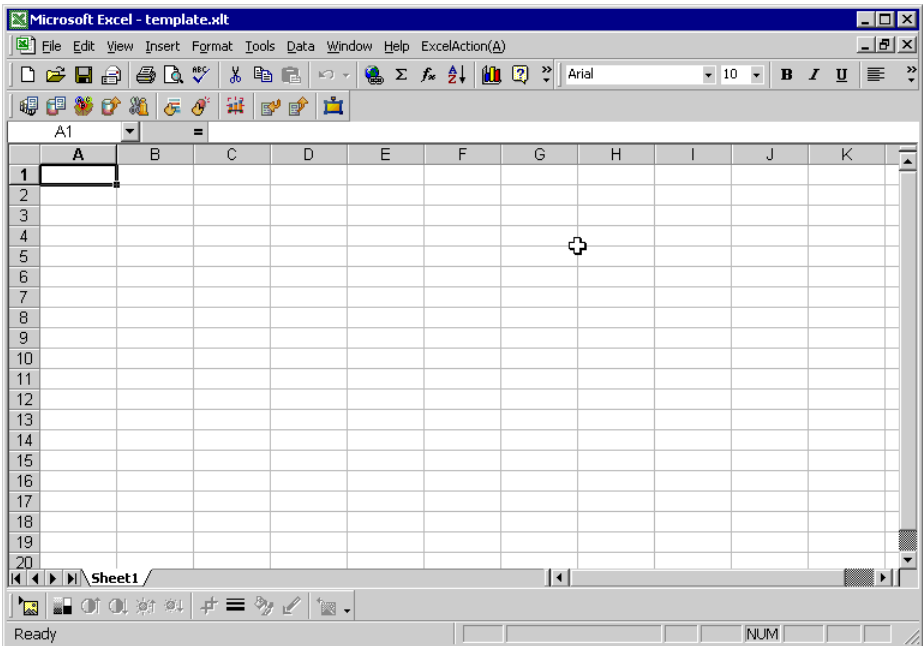 Microsoft Excel - template.xlt
File Edit View Insert Format Tools Data Window Help ExcelAction(A)
ABC Σ fx A Z ? » Arial 10 B I U »
A1 =
A B C D E F G H I J K
1
2
3
4
5
6
7
8
9
10
11
12
13
14
15
16
17
18
19
20
Sheet1
Ready NUM